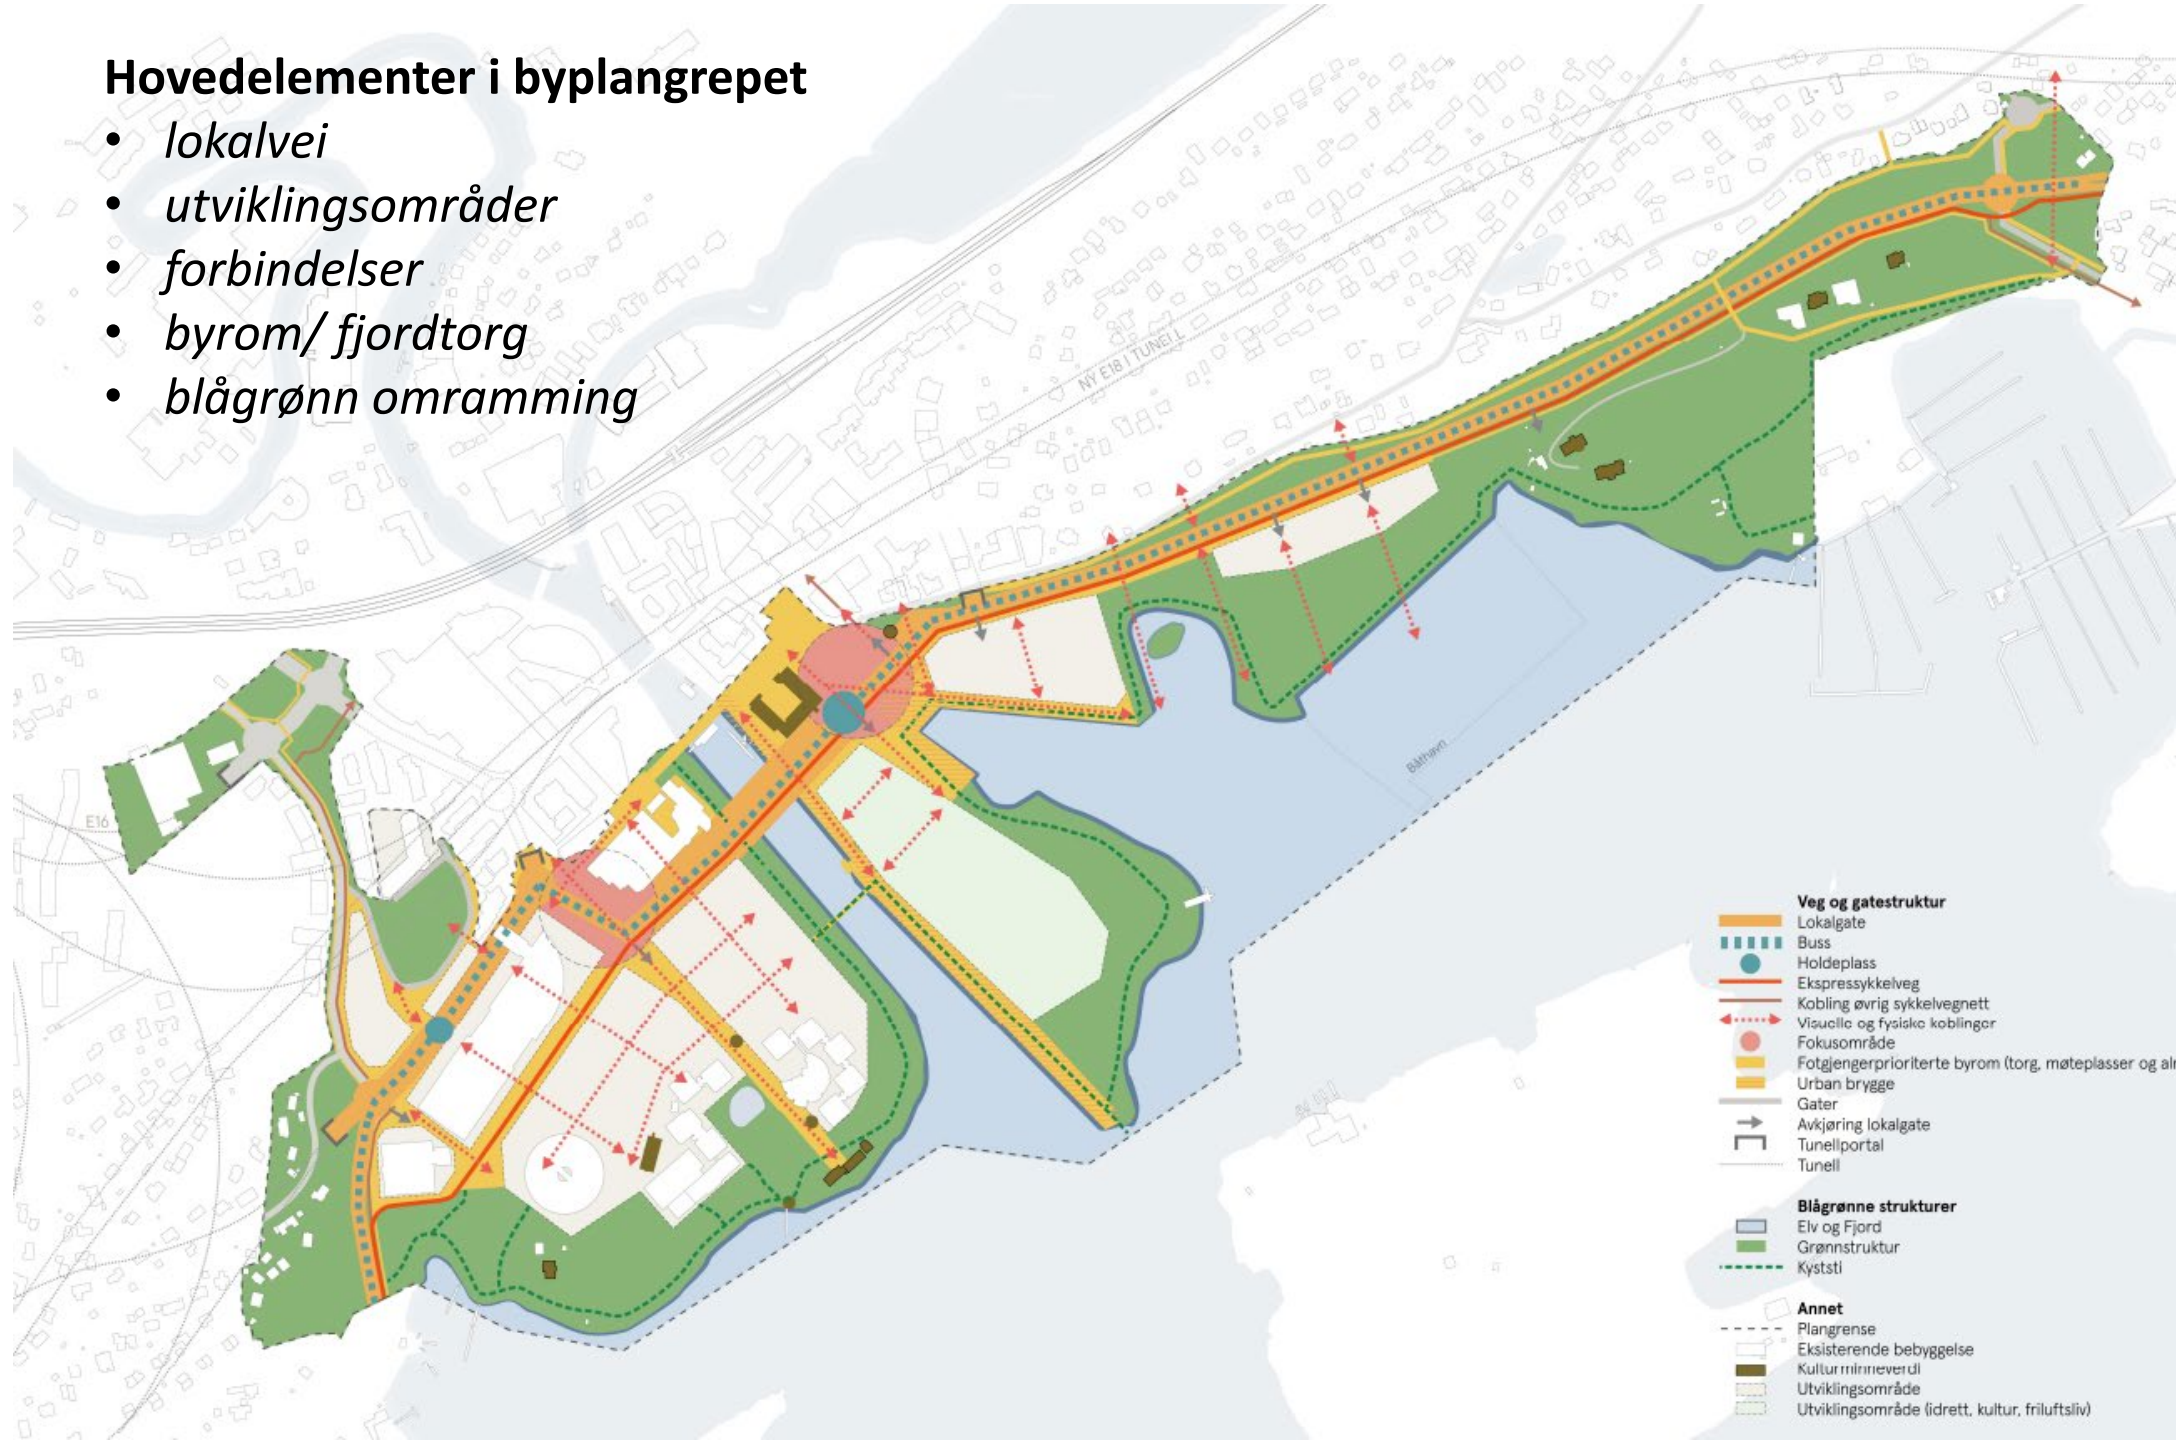 Hovedelementer i byplangrepet
• lokalvei
• utviklingsområder
• forbindelser
• byrom/ fjordtorg
• blågrønn omramming
NY E18 I TUNELL
E16
Båthavn
Veg og gatestruktur
Lokalgate
Buss
Holdeplass
Ekspressykkelveg
Kobling øvrig sykkelvegnett
Visuelle og fysiske koblinger
Fokusområde
Fotgjengerprioriterte byrom (torg, møteplasser og
Urban brygge
Gater
Avkjøring lokalgate
Tunellportal
Tunell
Blågrønne strukturer
Elv og Fjord
Grønnstruktur
Kyststi
Annet
Plangrense
Eksisterende bebyggelse
Kulturminneverdi
Utviklingsområde
Utviklingsområde (idrett, kultur, friluftsliv)